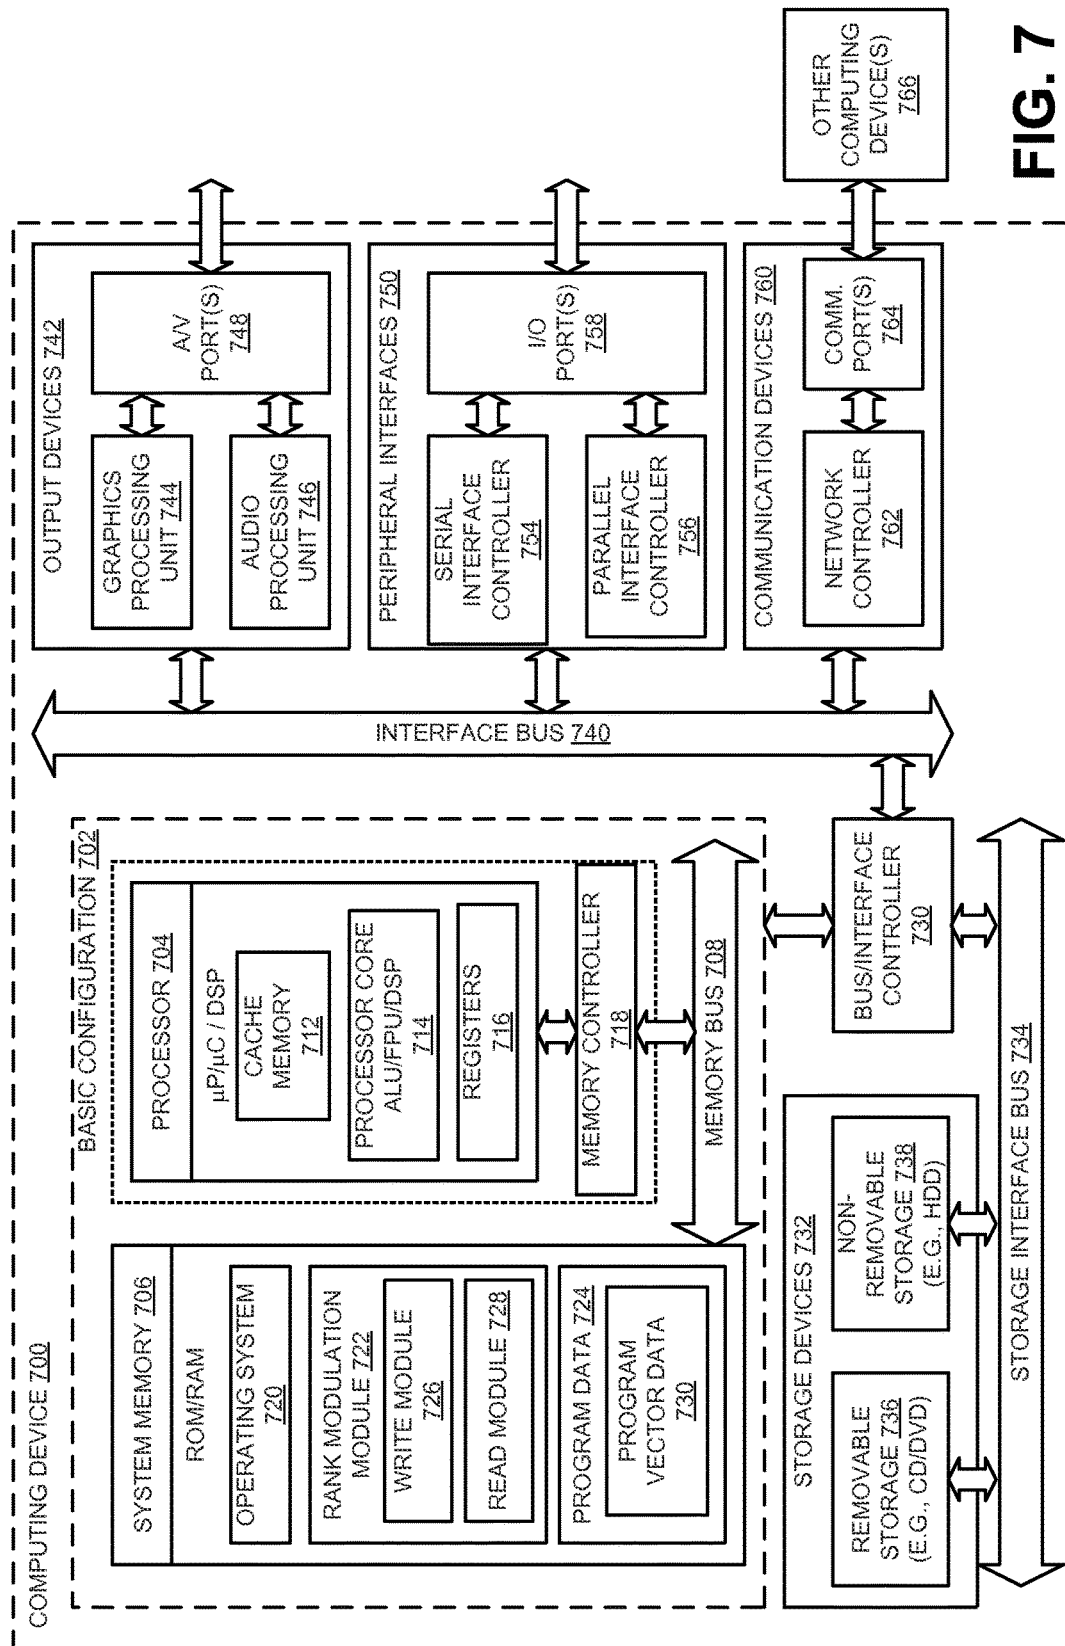 COMPUTING DEVICE 700
BASIC CONFIGURATION 702
SYSTEM MEMORY 706
ROM/RAM
OPERATING SYSTEM
720
RANK MODULATION
MODULE 722
WRITE MODULE
726
READ MODULE 728
PROGRAM DATA 724
PROGRAM
VECTOR DATA
730
PROCESSOR 704
µP/µC / DSP
CACHE
MEMORY
712
PROCESSOR CORE
ALU/FPU/DSP
714
REGISTERS
716
MEMORY CONTROLLER
718
MEMORY BUS 708
BUS/INTERFACE
CONTROLLER
730
STORAGE DEVICES 732
REMOVABLE
STORAGE 736
(E.G., CD/DVD)
NON-
REMOVABLE
STORAGE 738
(E.G., HDD)
STORAGE INTERFACE BUS 734
INTERFACE BUS 740
OUTPUT DEVICES 742
GRAPHICS
PROCESSING
UNIT 744
AUDIO
PROCESSING
UNIT 746
A/V
PORT(S)
748
PERIPHERAL INTERFACES 750
SERIAL
INTERFACE
CONTROLLER
754
PARALLEL
INTERFACE
CONTROLLER
756
I/O
PORT(S)
758
COMMUNICATION DEVICES 760
NETWORK
CONTROLLER
762
COMM.
PORT(S)
764
OTHER
COMPUTING
DEVICE(S)
766
FIG. 7